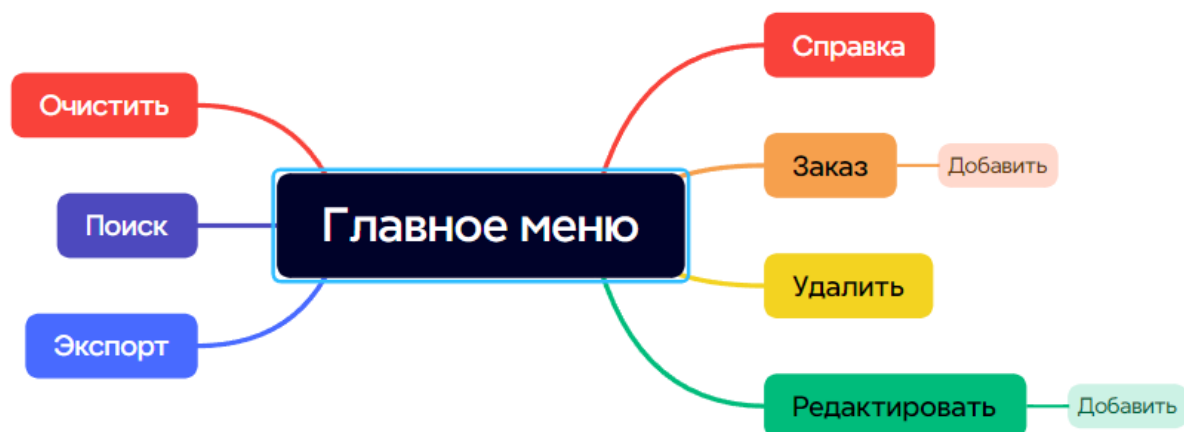 Справка
Очистить
Заказ
Добавить
Поиск
Главное меню
Удалить
Экспорт
Редактировать
Добавить